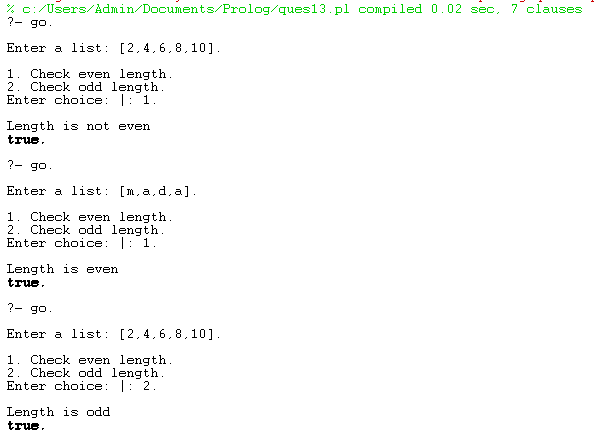 % c:/Users/Admin/Documents/Prolog/ques13.pl compiled 0.02 sec, 7 clauses
?- go.
Enter a list: [2,4,6,8,10].
1. Check even length.
2. Check odd length.
Enter choice: |: 1.
Length is not even
true.
?- go.
Enter a list: [m,a,d,a].
1. Check even length.
2. Check odd length.
Enter choice: |: 1.
Length is even
true.
?- go.
Enter a list: [2,4,6,8,10].
1. Check even length.
2. Check odd length.
Enter choice: |: 2.
Length is odd
true.